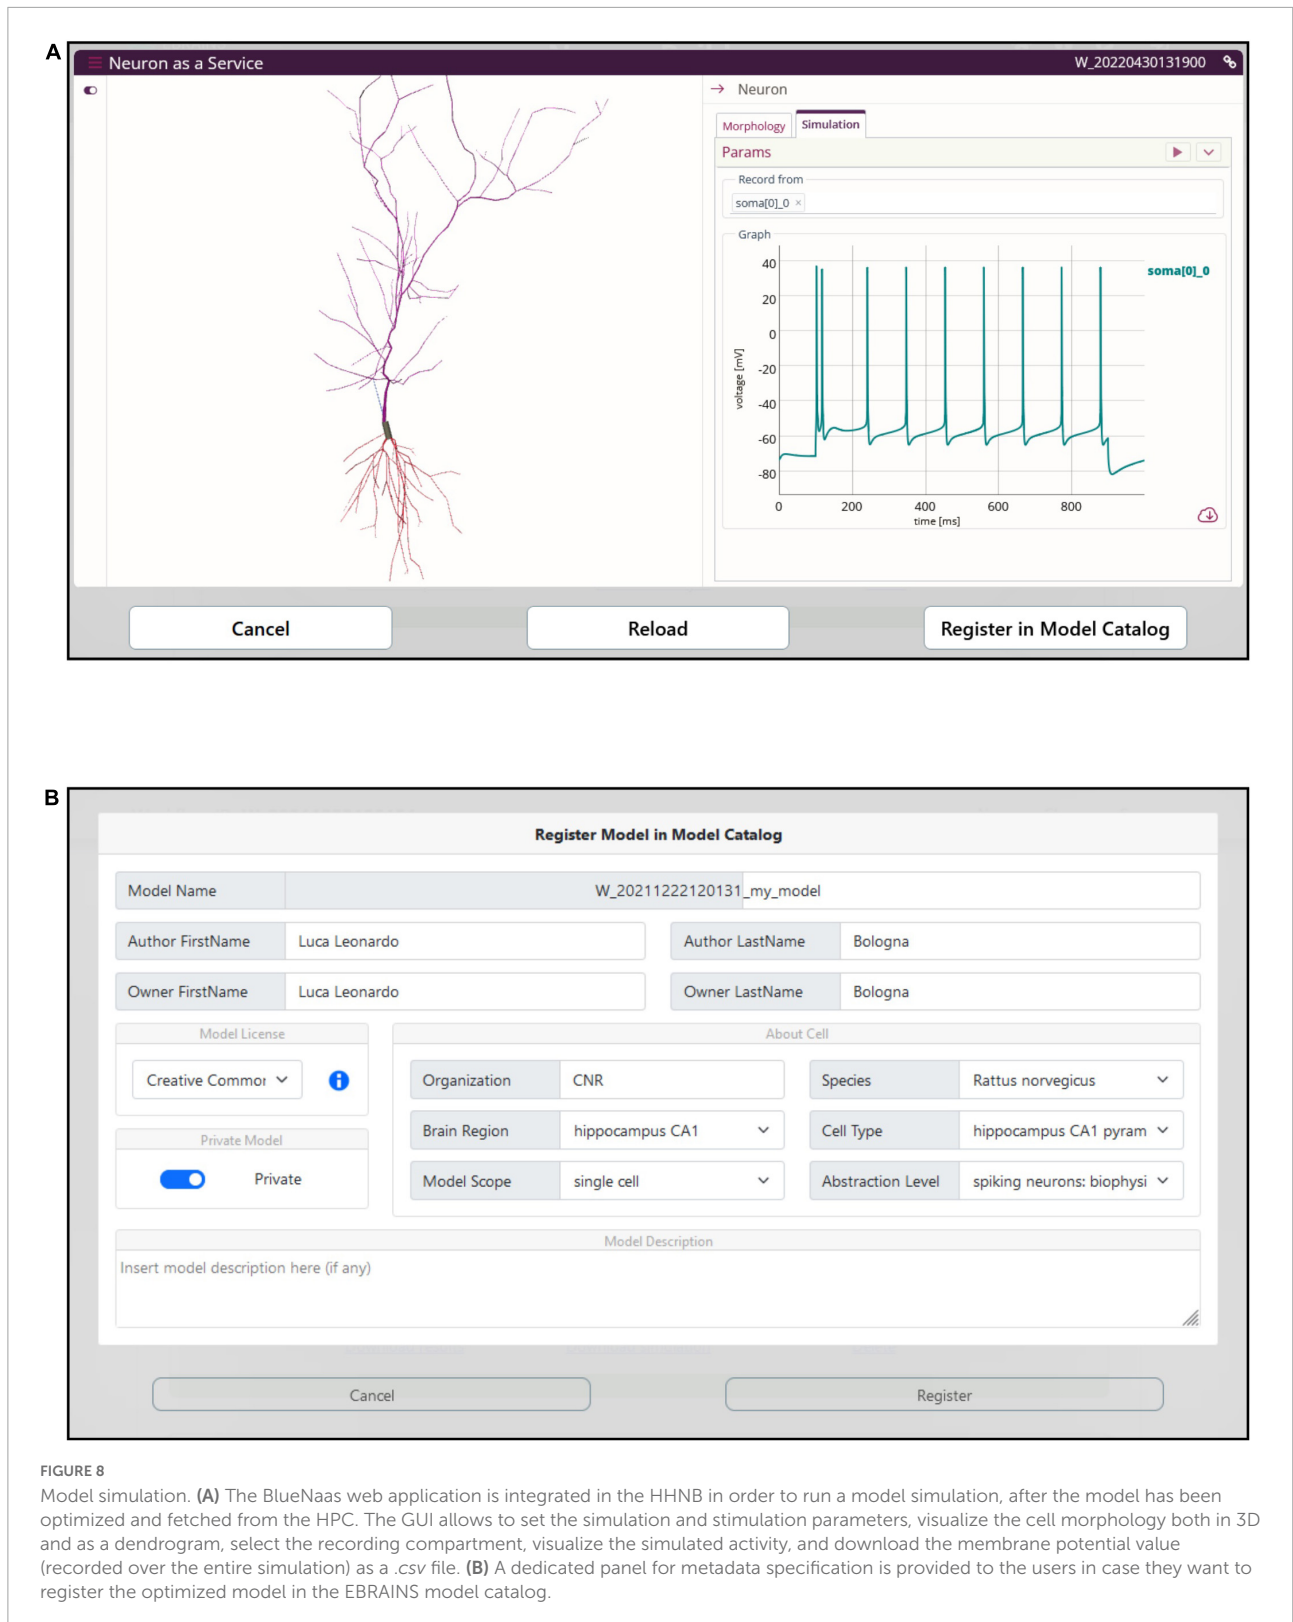 A
Neuron as a Service
W_20220430131900
Neuron
Morphology
Simulation
Params
Record from
soma[0]_0 ×
Graph
40
20
0
-20
-40
-60
-80
voltage [mV]
0 200 400 600 800
time [ms]
soma[0]_0
Cancel
Reload
Register in Model Catalog
B
Register Model in Model Catalog
Model Name W_20211222120131_my_model
Author FirstName Luca Leonardo Author LastName Bologna
Owner FirstName Luca Leonardo Owner LastName Bologna
Model License
About Cell
Creative Commor
Organization CNR Species Rattus norvegicus
Private Model
Brain Region hippocampus CA1 Cell Type hippocampus CA1 pyram
Private
Model Scope single cell Abstraction Level spiking neurons: biophysi
Model Description
Insert model description here (if any)
Cancel
Register
FIGURE 8
Model simulation. (A) The BlueNaas web application is integrated in the HHNB in order to run a model simulation, after the model has been
optimized and fetched from the HPC. The GUI allows to set the simulation and stimulation parameters, visualize the cell morphology both in 3D
and as a dendrogram, select the recording compartment, visualize the simulated activity, and download the membrane potential value
(recorded over the entire simulation) as a .csv file. (B) A dedicated panel for metadata specification is provided to the users in case they want to
register the optimized model in the EBRAINS model catalog.